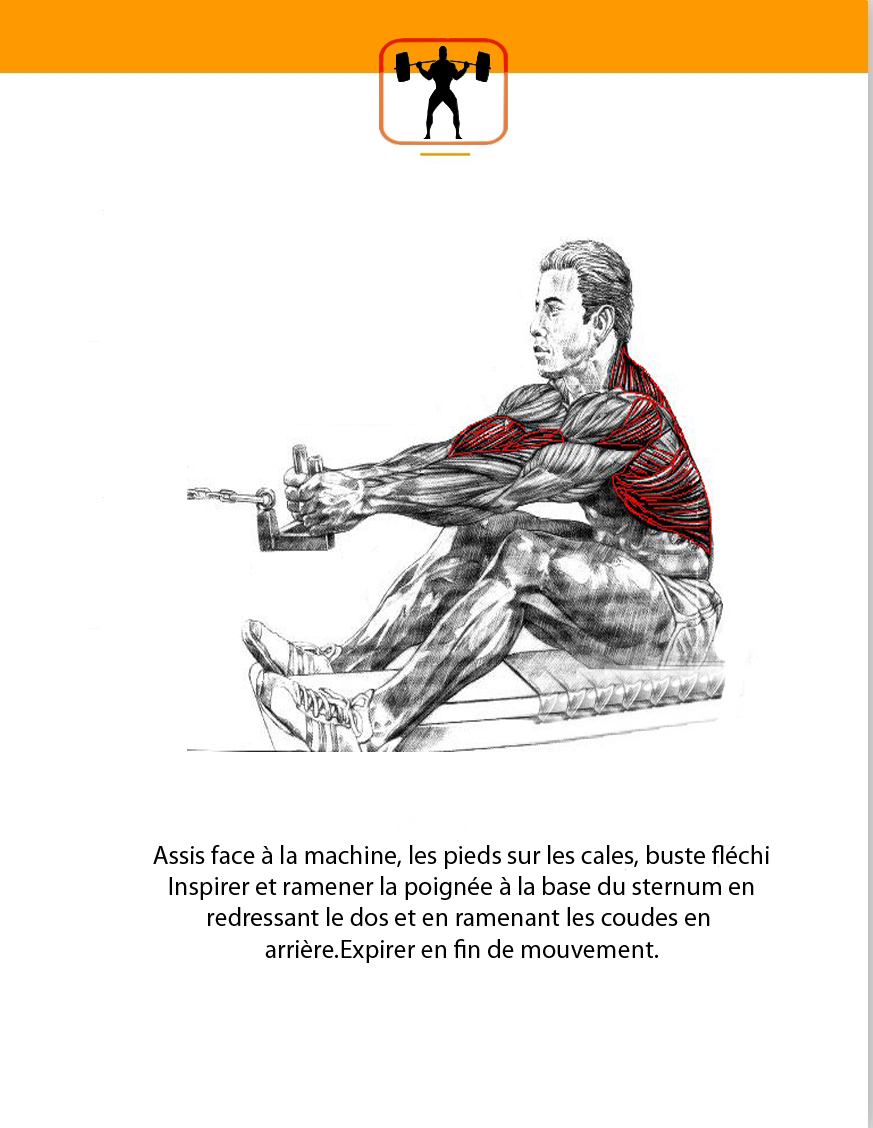 Assis face à la machine, les pieds sur les cales, buste fléchi
Inspirer et ramener la poignée à la base du sternum en
redressant le dos et en ramenant les coudes en
arrière.Expirer en fin de mouvement.